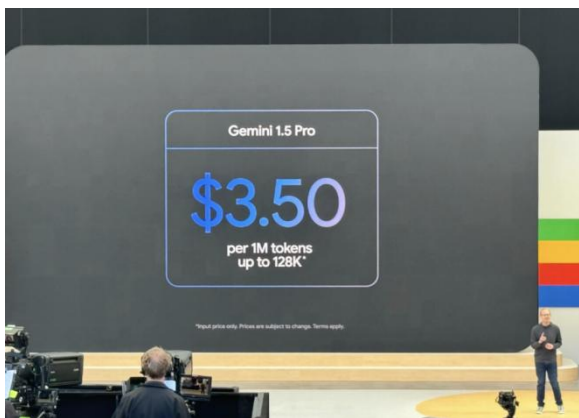 Gemini 1.5 Pro
$3.50
per 1M tokens
up to 128K*
*Input price only. Prices are subject to change. Terms apply.